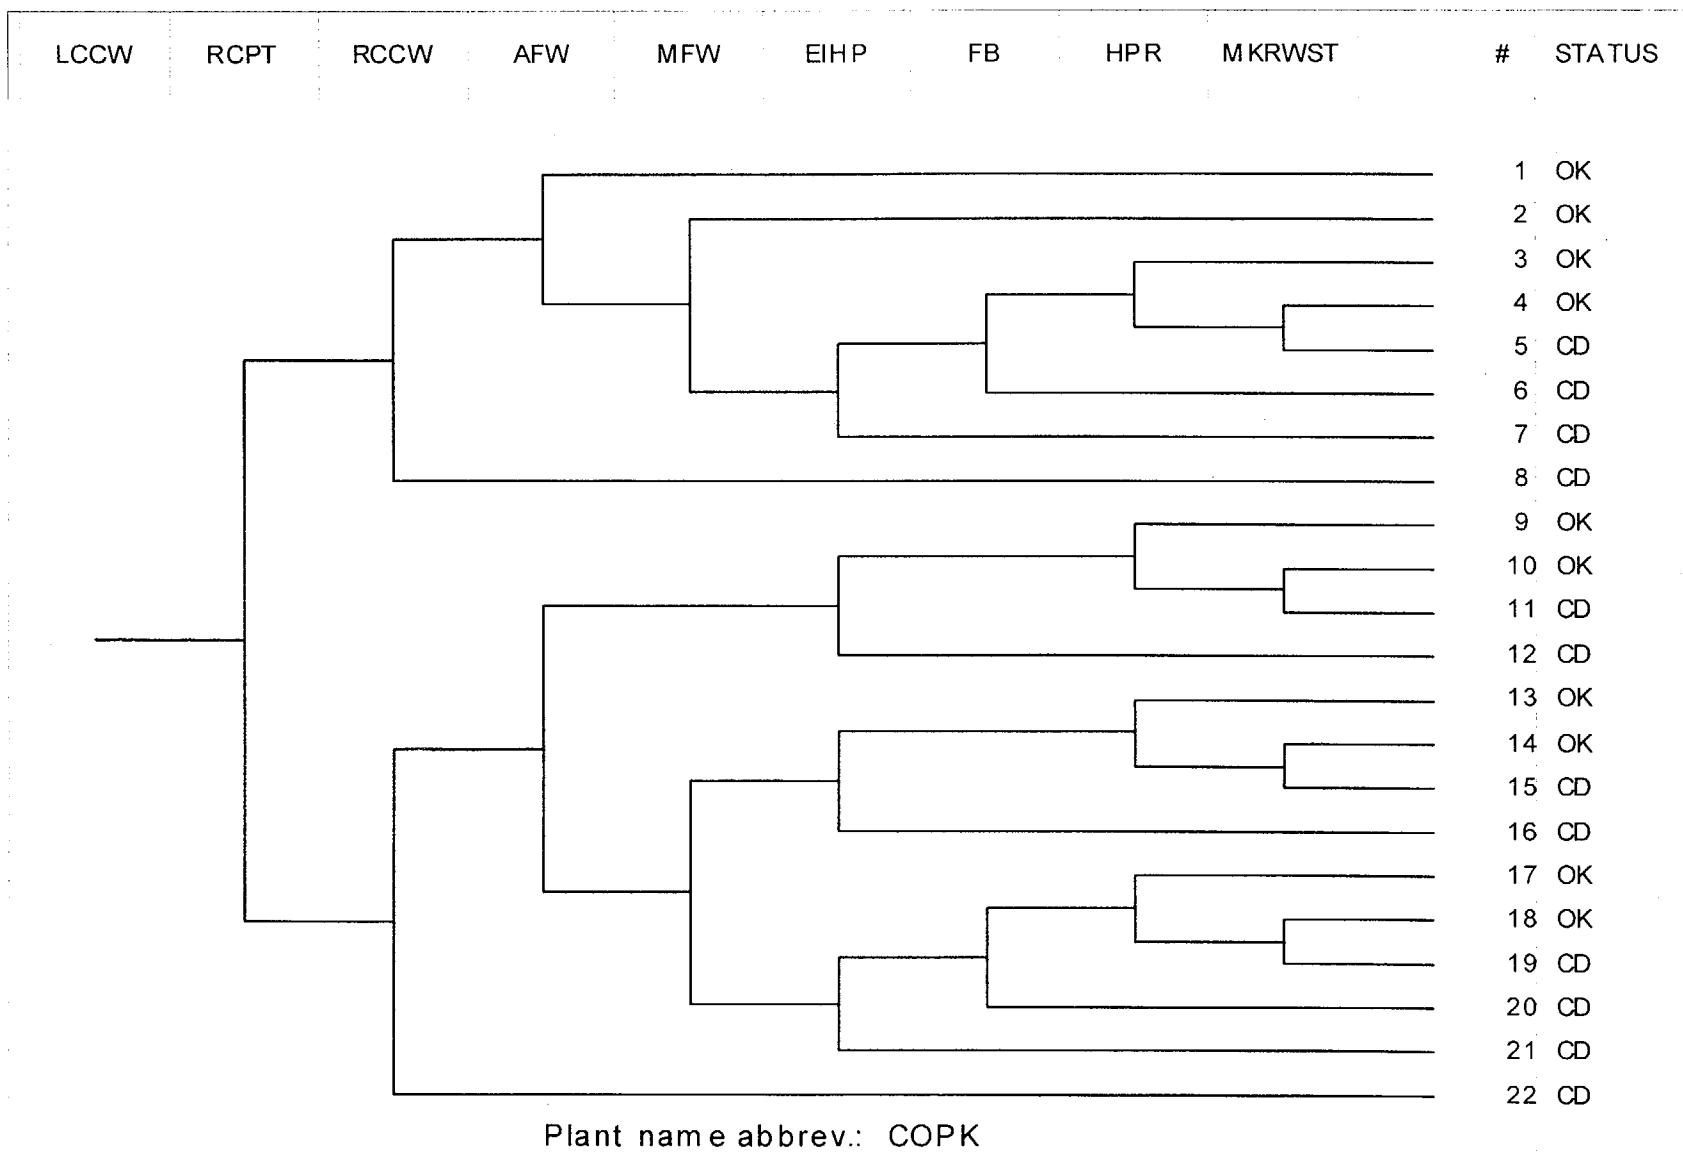 LCCW RCPT RCCW AFW MFW EIHP FB HPR MKRWST # STATUS
1 OK
2 OK
3 OK
4 OK
5 CD
6 CD
7 CD
8 CD
9 OK
10 OK
11 CD
12 CD
13 OK
14 OK
15 CD
16 CD
17 OK
18 OK
19 CD
20 CD
21 CD
22 CD
Plant name abbrev.: COPK